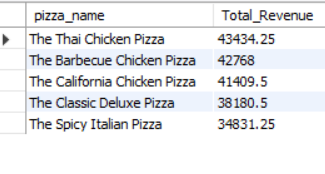 pizza_name Total_Revenue
The Thai Chicken Pizza 43434.25
The Barbecue Chicken Pizza 42768
The California Chicken Pizza 41409.5
The Classic Deluxe Pizza 38180.5
The Spicy Italian Pizza 34831.25